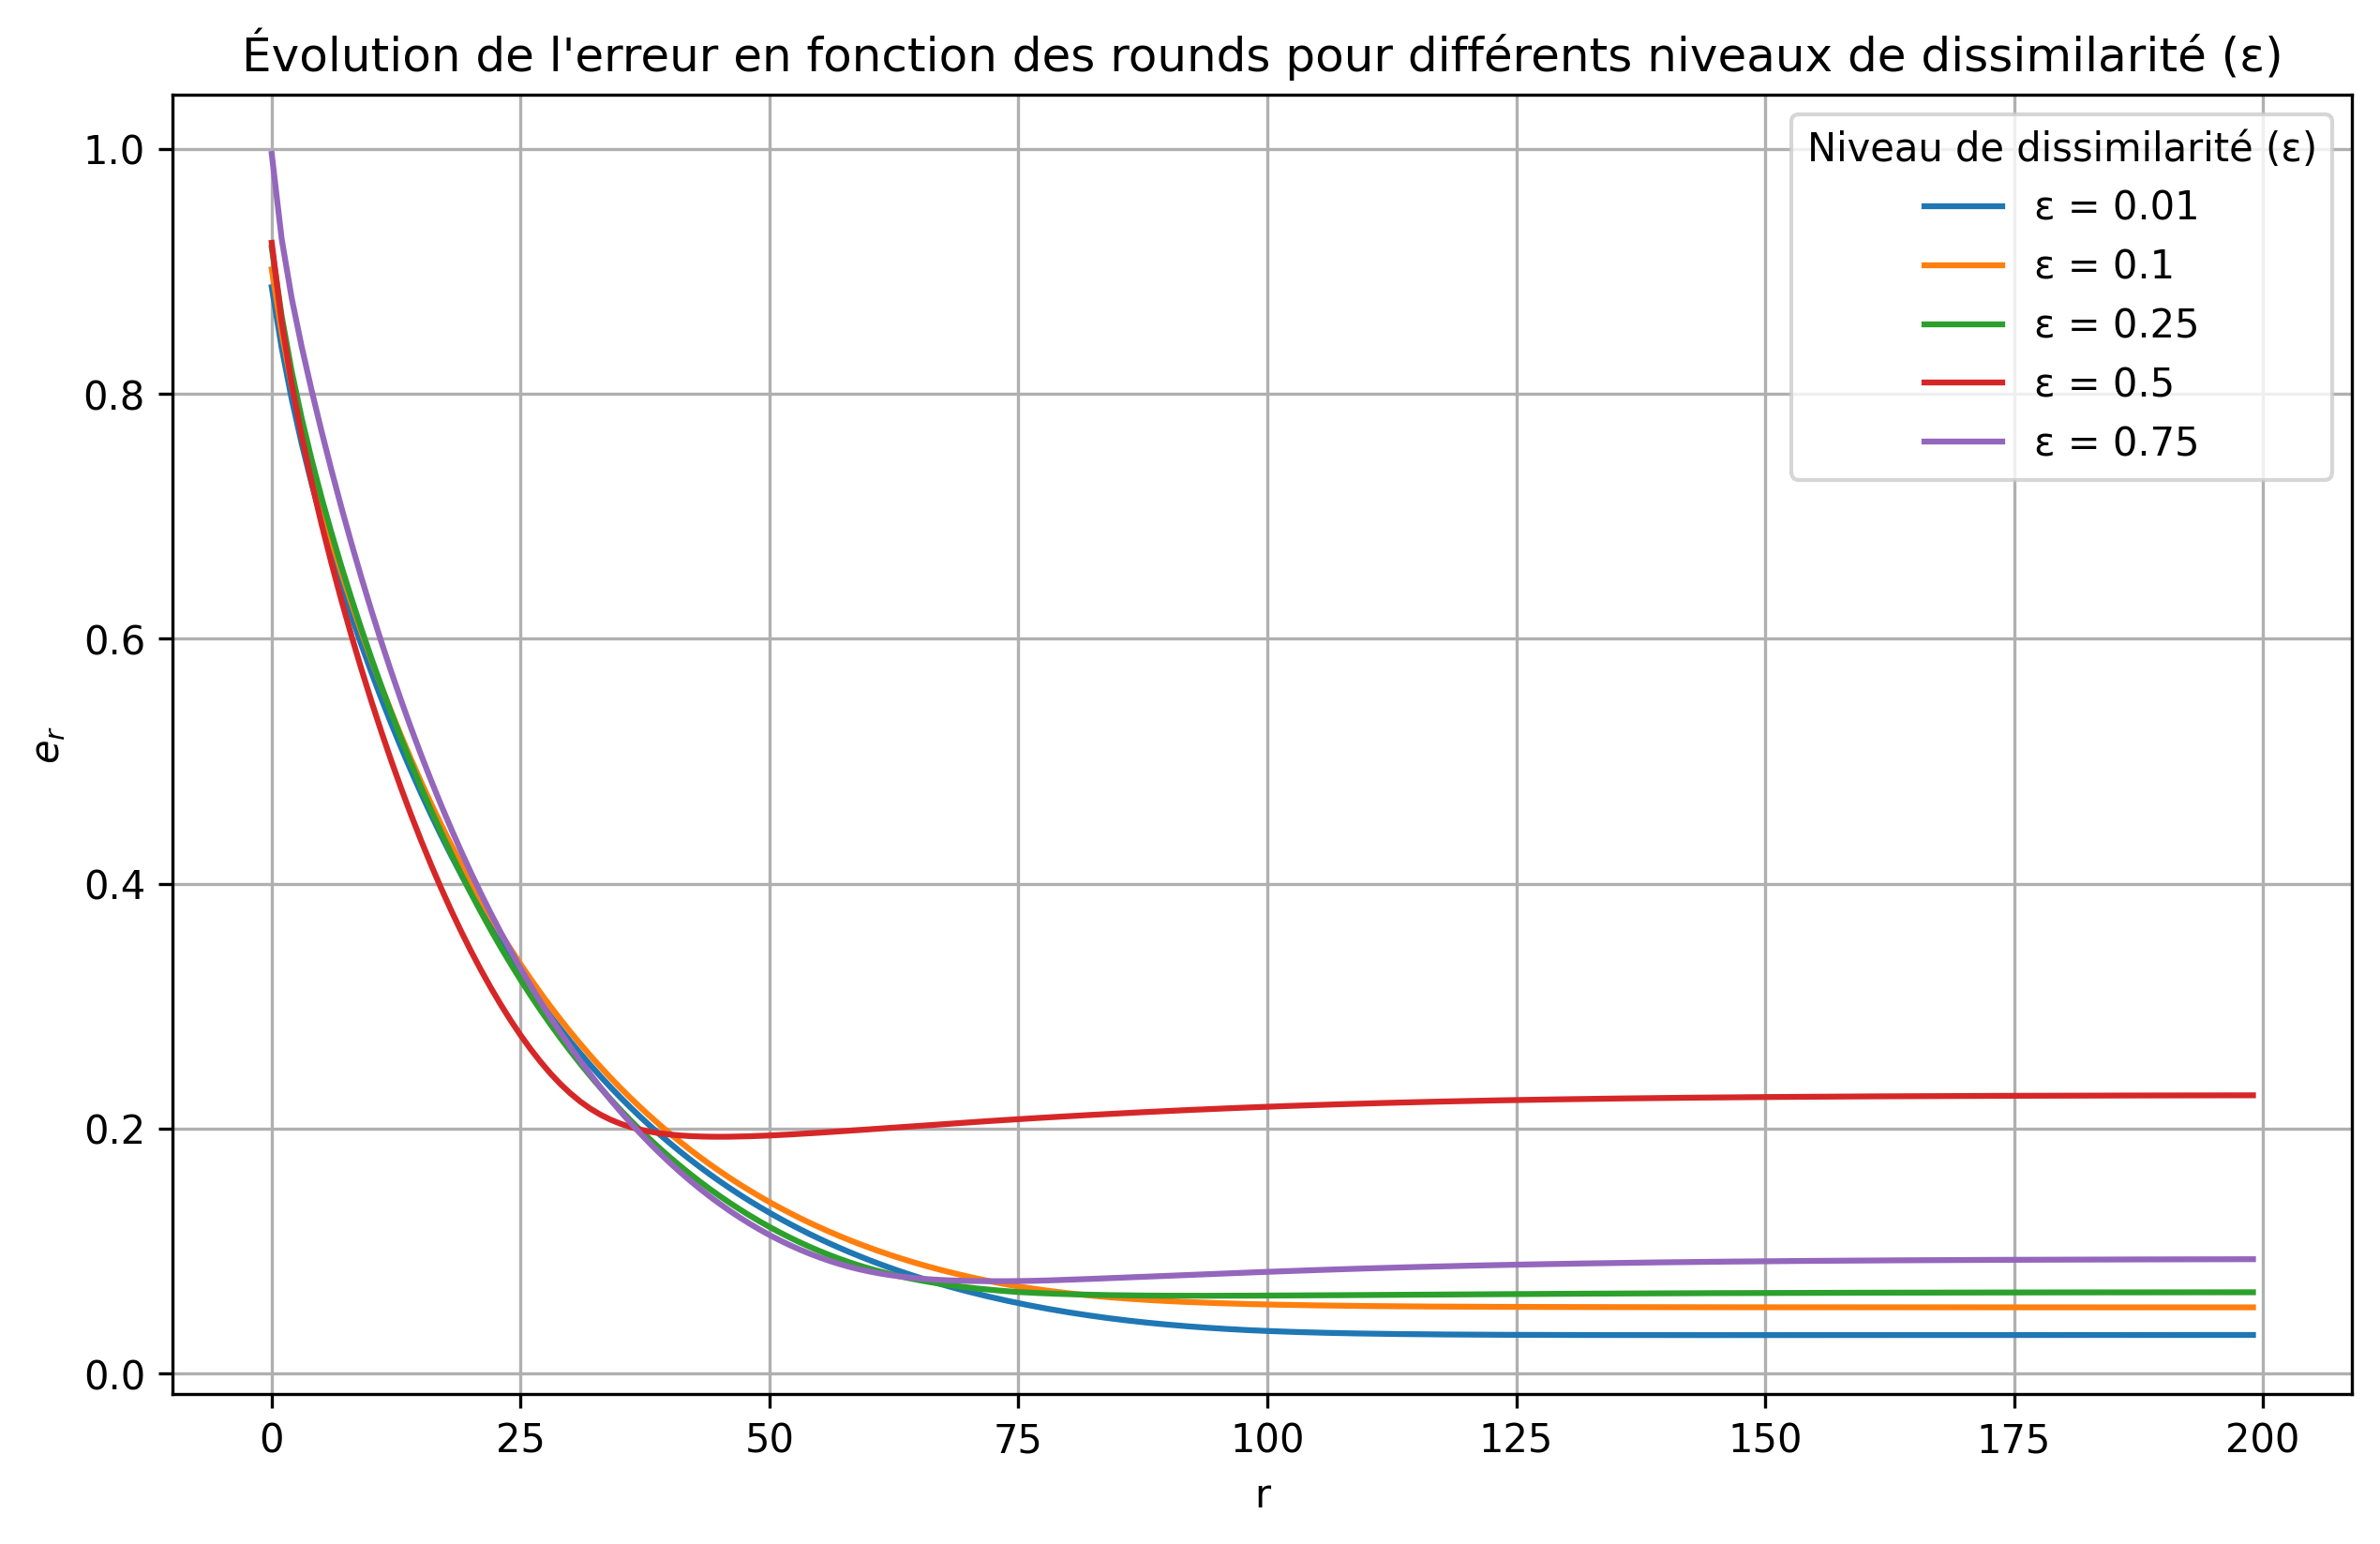 Évolution de l'erreur en fonction des rounds pour différents niveaux de dissimilarité (ε)
Niveau de dissimilarité (ε)
ε = 0.01
ε = 0.1
ε = 0.25
ε = 0.5
ε = 0.75
1.0
0.8
0.6
0.4
0.2
0.0
e_r
0 25 50 75 100 125 150 175 200
r